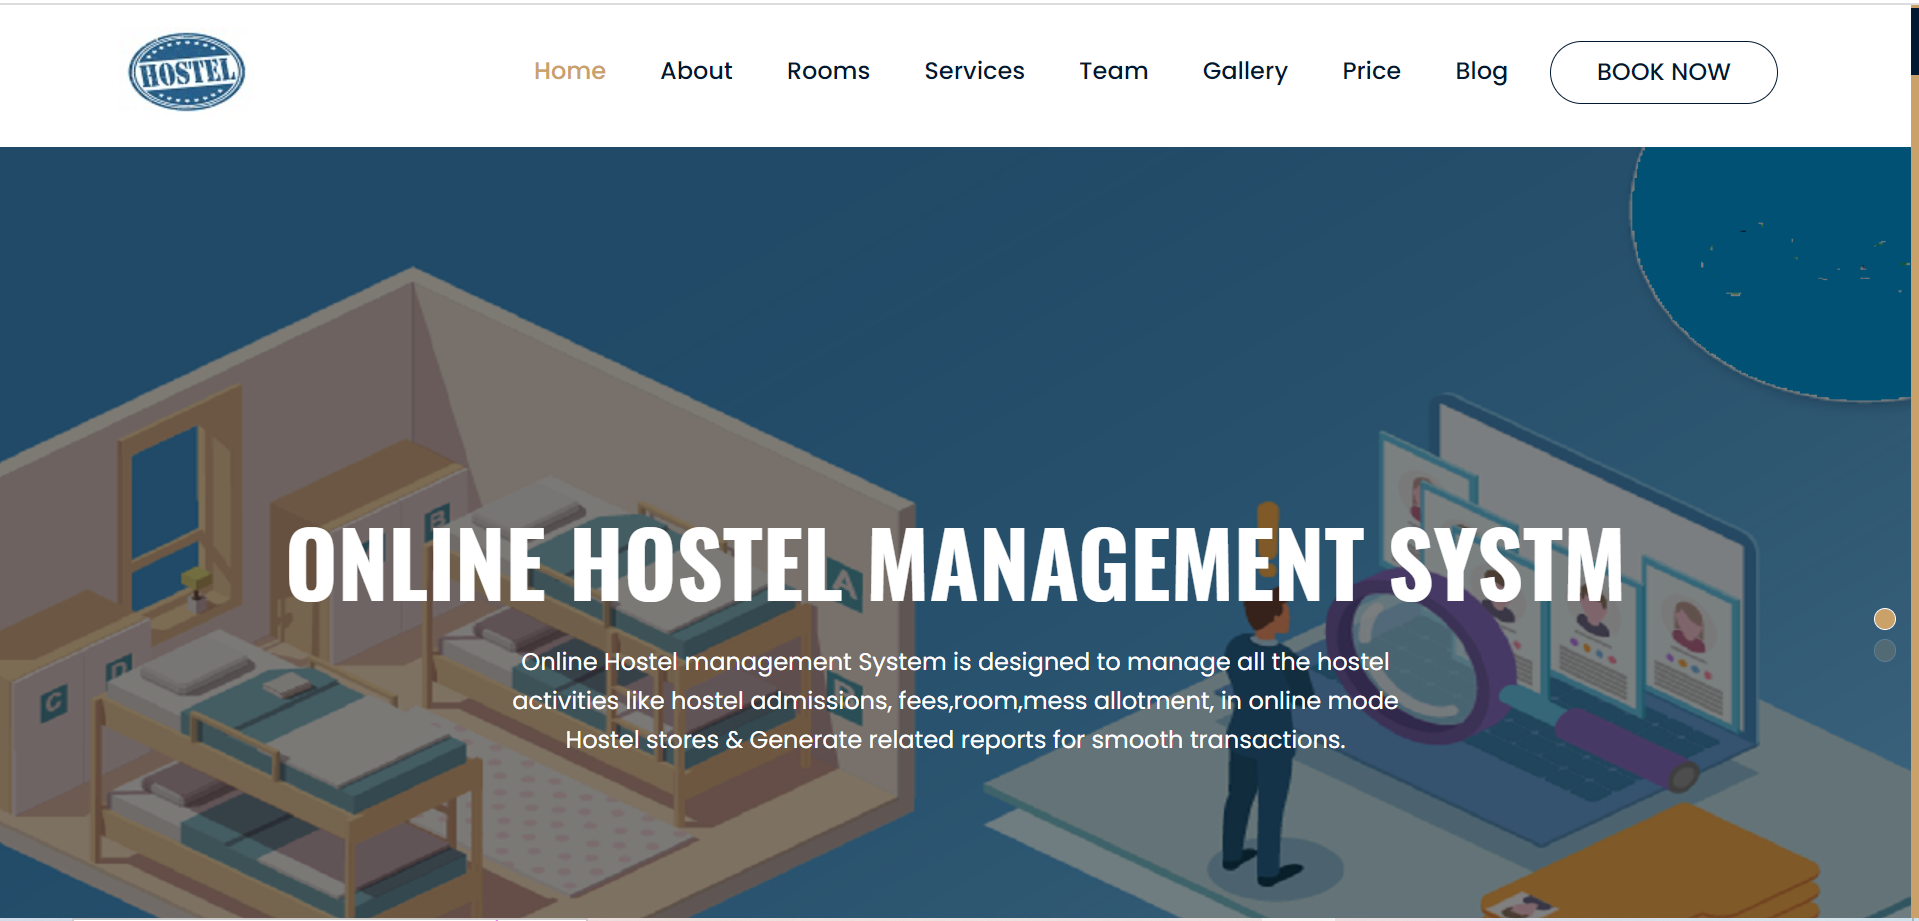 HOSTEL
Home About Rooms Services Team Gallery Price Blog BOOK NOW
B
A
ONLINE HOSTEL MANAGEMENT SYSTM
Online Hostel management System is designed to manage all the hostel
activities like hostel admissions, fees,room,mess allotment, in online mode
Hostel stores & Generate related reports for smooth transactions.
D
C